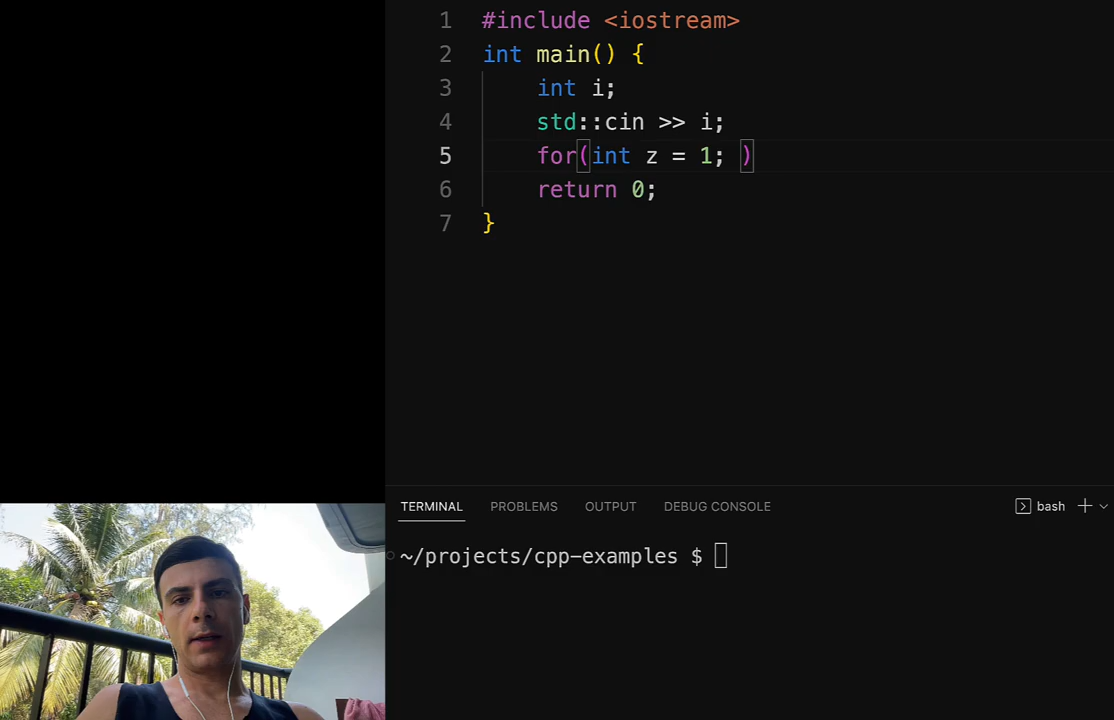 1 #include <iostream>
2 int main() {
3 int i;
4 std::cin >> i;
5 for(int z = 1; )
6 return 0;
7 }
TERMINAL PROBLEMS OUTPUT DEBUG CONSOLE bash
~/projects/cpp-examples $